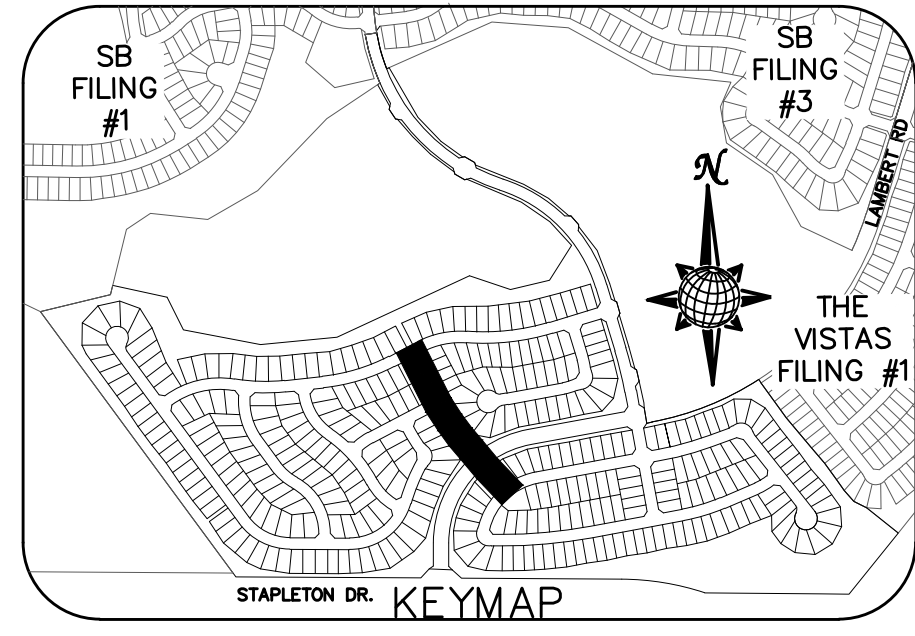 SB
FILING
#1
SB
FILING
#3
LAMBERT RD
N
THE
VISTAS
FILING #1
STAPLETON DR.
KEYMAP